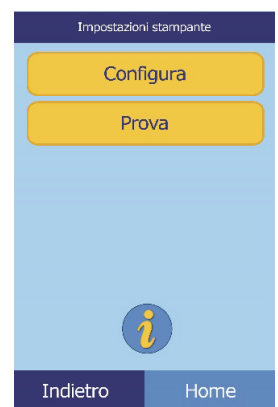 Impostazioni stampante
Configura
Prova
i
Indietro Home